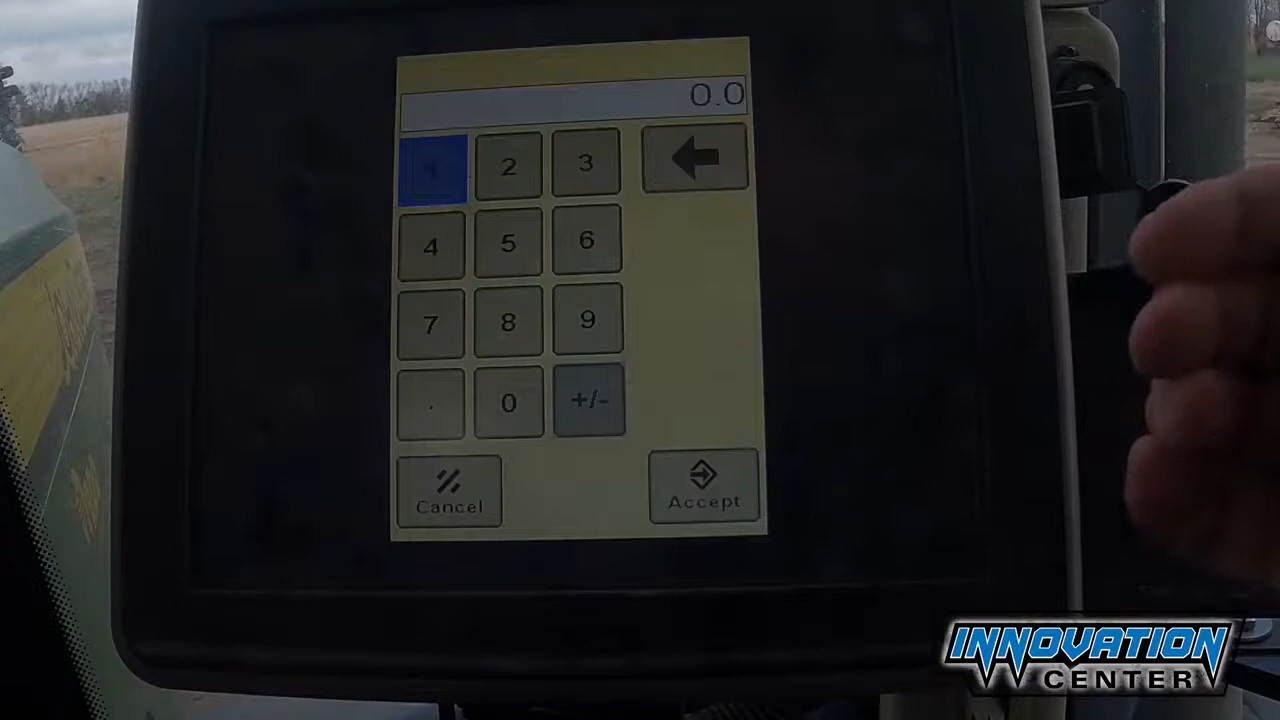 0.0
1 2 3
4 5 6
7 8 9
. 0 +/-
Cancel Accept
INNOVATION
CENTER